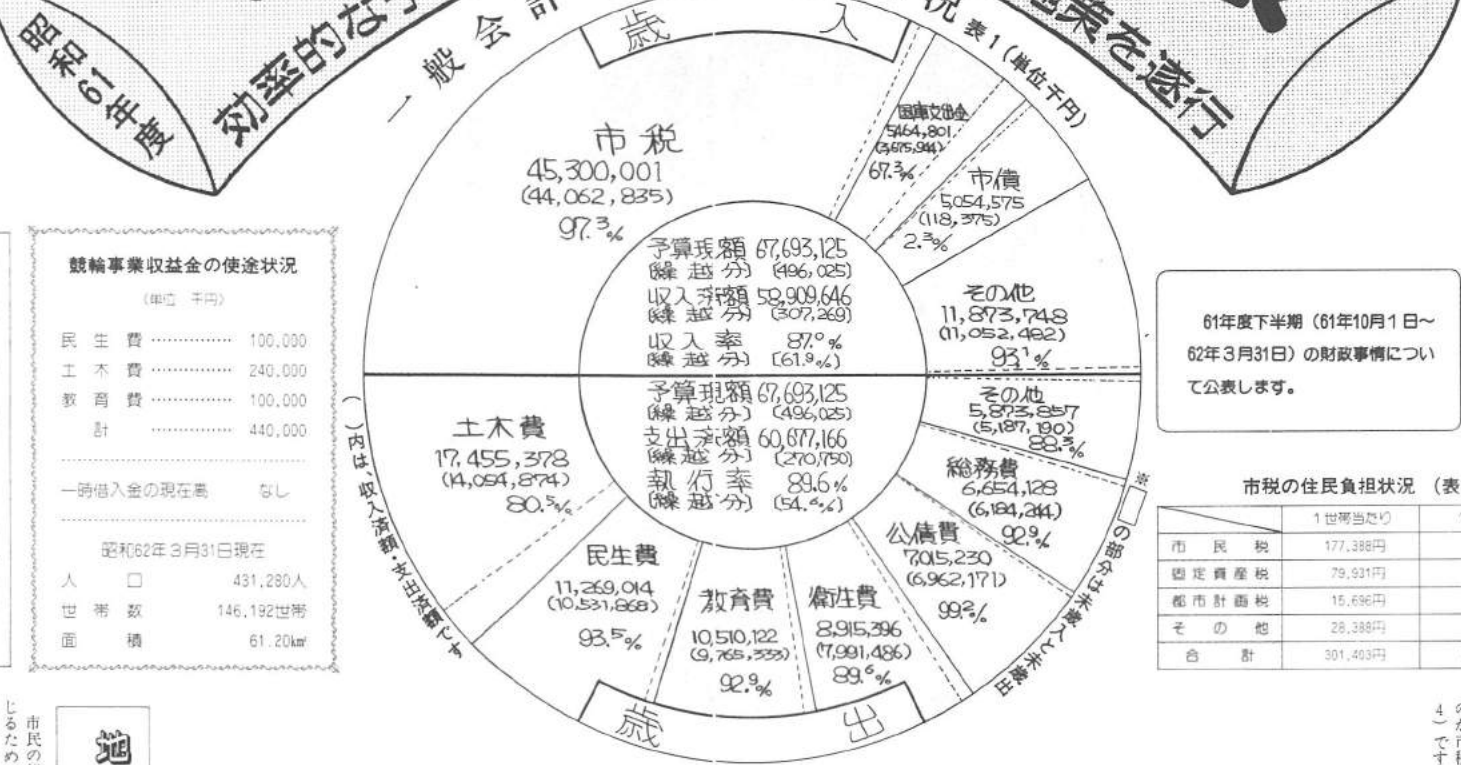 昭和61年度
効率的な予
策を遂行
一般会計
税 表1(単位千円)
歳入
市税
45,300,001
(44,062,835)
97.3%
国庫支出金
5,464,801
(3,675,944)
67.3%
市債
5,054,575
(118,375)
2.3%
その他
11,873,748
(11,052,492)
93.1%
予算現額 67,693,125
〔繰越分〕 〔496,025〕
収入済額 58,909,646
〔繰越分〕 〔307,269〕
収入率 87.0%
〔繰越分〕 〔61.9%〕
予算現額 67,693,125
〔繰越分〕 〔496,025〕
支出済額 60,677,166
〔繰越分〕 〔270,750〕
執行率 89.6%
〔繰越分〕 〔54.6%〕
土木費
17,455,378
(14,054,874)
80.5%
民生費
11,269,014
(10,531,868)
93.5%
教育費
10,510,122
(9,765,333)
92.9%
衛生費
8,915,396
(7,991,486)
89.6%
公債費
7,015,230
(6,962,171)
99.2%
総務費
6,654,128
(6,184,244)
92.9%
その他
5,873,857
(5,187,190)
88.3%
歳出
( )内は、収入済額・支出済額です
※ の部分は未歳入と未歳出
競輪事業収益金の使途状況
(単位 千円)
民生費 …………… 100,000
土木費 …………… 240,000
教育費 …………… 100,000
計 …………… 440,000
一時借入金の現在高 なし
昭和62年3月31日現在
人口 431,280人
世帯数 146,192世帯
面積 61.20km²
61年度下半期(61年10月1日~
62年3月31日)の財政事情につい
て公表します。
市税の住民負担状況 (表
1世帯当たり
市民税 177,388円
固定資産税 79,931円
都市計画税 15,696円
その他 28,388円
合計 301,403円
地
市民の
じるため
4)です